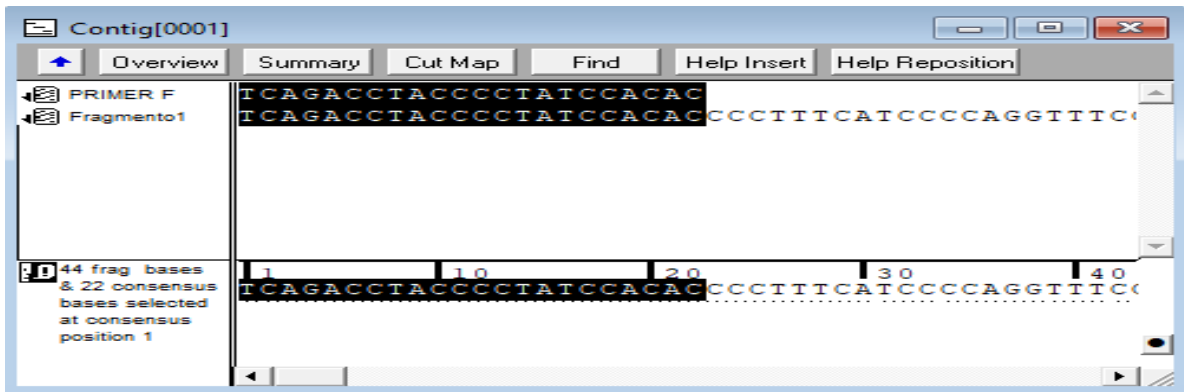 Contig[0001]
Overview Summary Cut Map Find Help Insert Help Reposition
PRIMER F TCAGACCTACCCCTATCCACAC
Fragmento1 TCAGACCTACCCCTATCCACACCCCTTTCATCCCCAGGTTTC
44 frag bases
& 22 consensus
bases selected
at consensus
position 1
1 10 20 30 40
TCAGACCTACCCCTATCCACACCCCTTTCATCCCCAGGTTTC